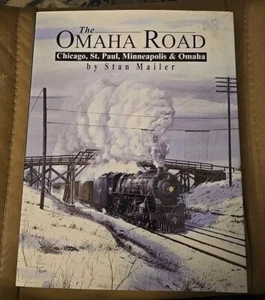 The
OMAHA ROAD
Chicago, St. Paul, Minneapolis & Omaha
by Stan Mailer